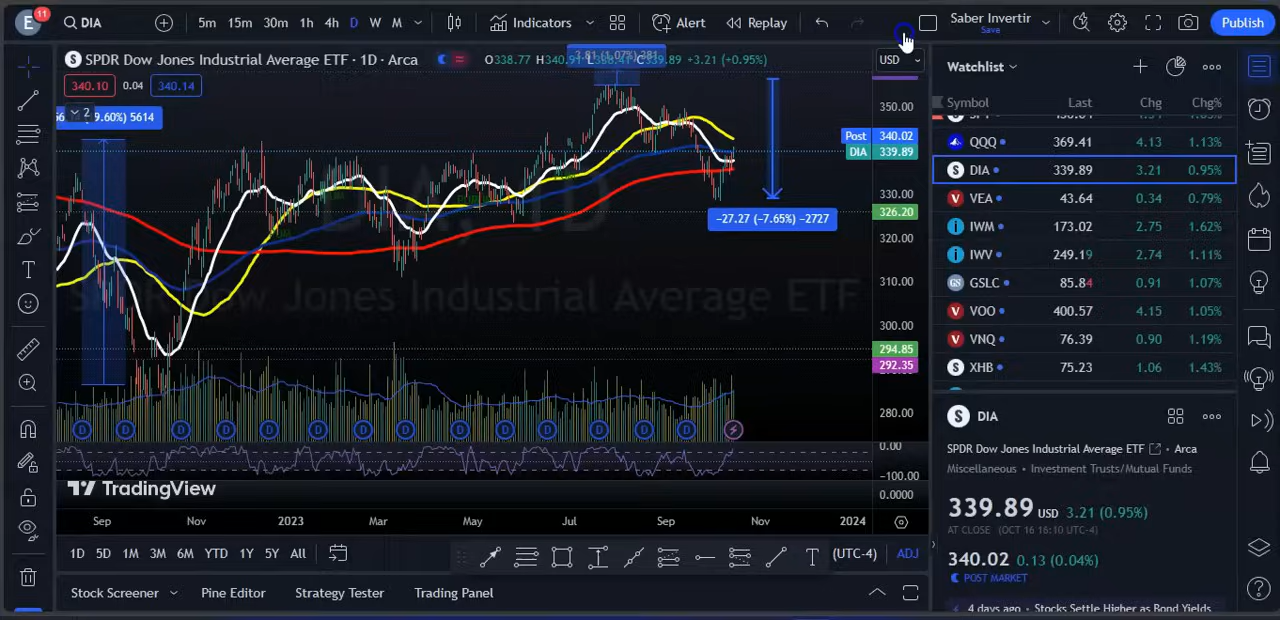 E 11 DIA 5m 15m 30m 1h 4h D W M Indicators Alert Replay Saber Invertir Save Publish
SPDR Dow Jones Industrial Average ETF · 1D · Arca O338.77 C339.89 +3.21 (+0.95%) USD
340.10 0.04 340.14
2
9.60%) 5614
350.00
Post 340.02
DIA 339.89
330.00
326.20
-27.27 (-7.65%) -2727
320.00
310.00
SPDR Dow Jones Industrial Average ETF
300.00
294.85
292.35
280.00
D D D D D D D D D D D D D D
0.00
-100.00
0.0000
TradingView
Sep Nov 2023 Mar May Jul Sep Nov 2024
1D 5D 1M 3M 6M YTD 1Y 5Y All T (UTC-4) ADJ
Stock Screener Pine Editor Strategy Tester Trading Panel
Watchlist
Symbol Last Chg Chg%
QQQ 369.41 4.13 1.13%
S DIA 339.89 3.21 0.95%
V VEA 43.64 0.34 0.79%
i IWM 173.02 2.75 1.62%
i IWV 249.19 2.74 1.11%
GS GSLC 85.84 0.91 1.07%
V VOO 400.57 4.15 1.05%
V VNQ 76.39 0.90 1.19%
S XHB 75.23 1.06 1.43%
S DIA
SPDR Dow Jones Industrial Average ETF · Arca
Miscellaneous • Investment Trusts/Mutual Funds
339.89 USD 3.21 (0.95%)
AT CLOSE (OCT 16 16:10 UTC-4)
340.02 0.13 (0.04%)
POST MARKET
4 days ago • Stocks Settle Higher as Bond Yields